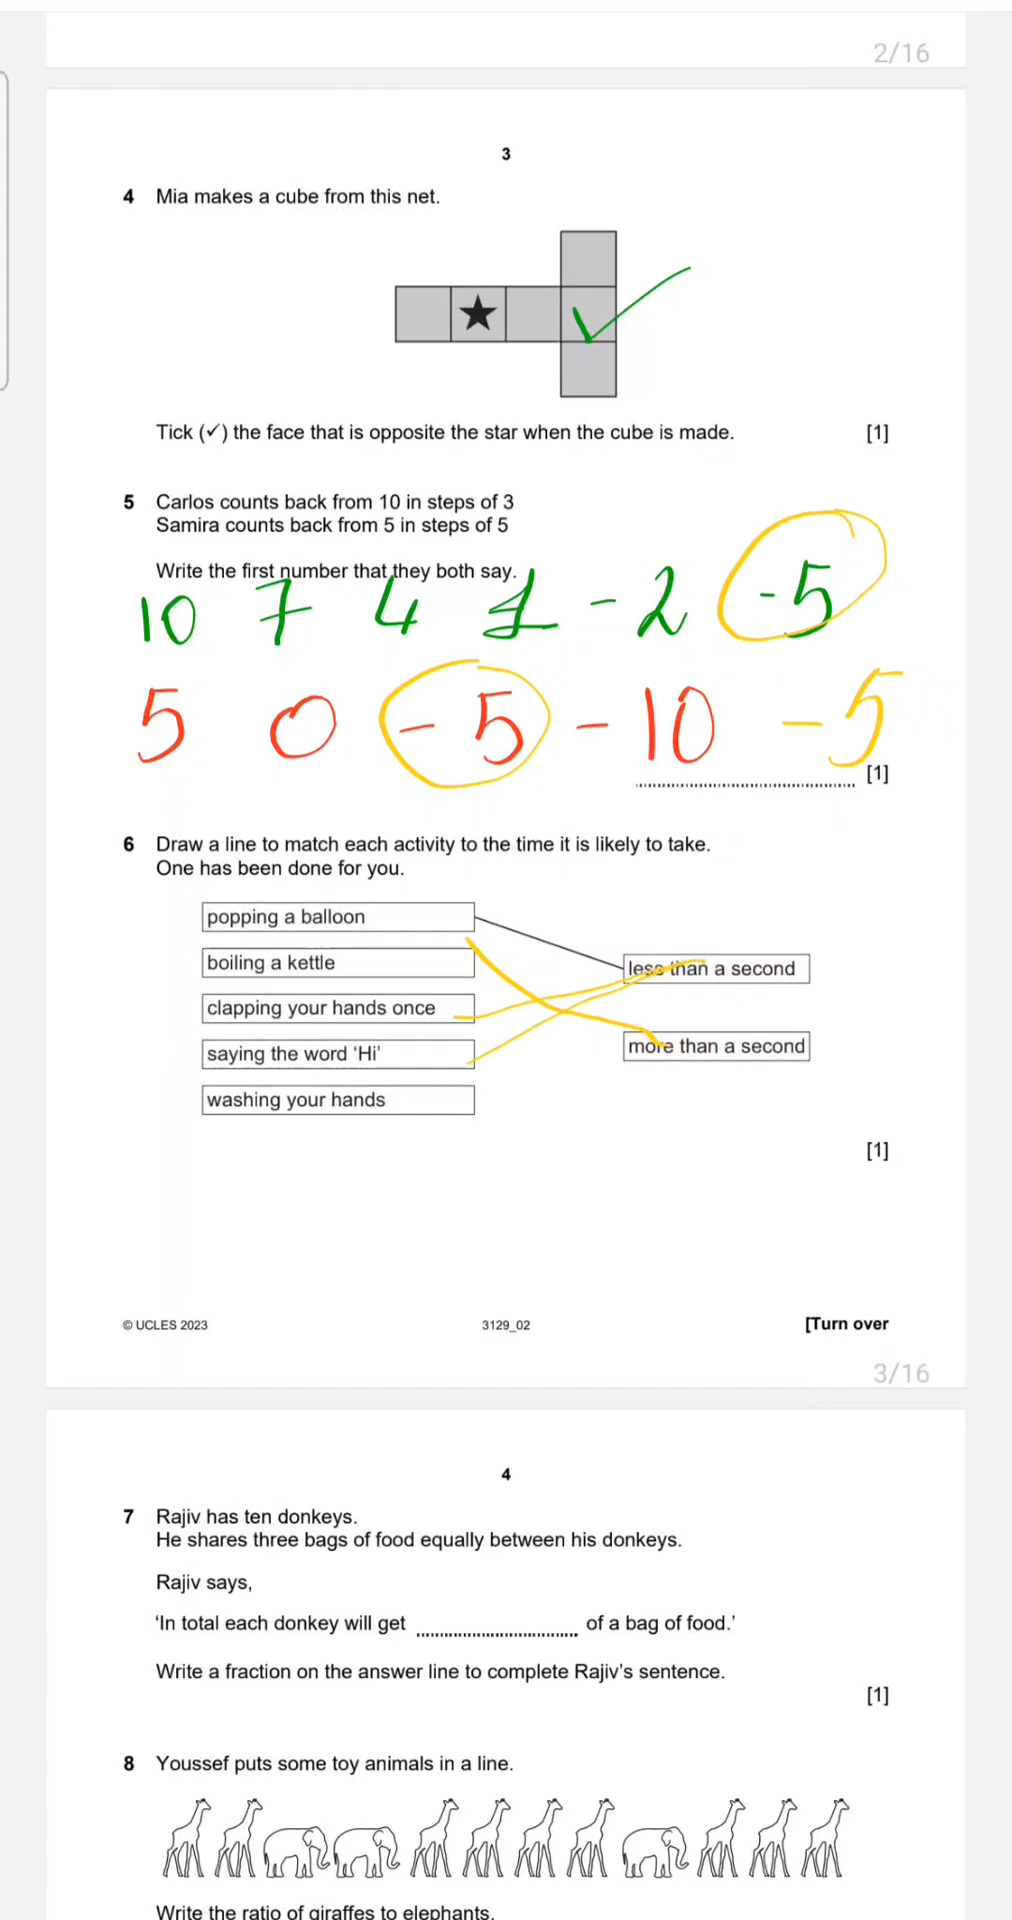 2/16
3
4 Mia makes a cube from this net.
Tick (✓) the face that is opposite the star when the cube is made. [1]
5 Carlos counts back from 10 in steps of 3
Samira counts back from 5 in steps of 5
Write the first number that they both say.
10 7 4 1 -2 -5
5 0 -5 -10 -5
[1]
6 Draw a line to match each activity to the time it is likely to take.
One has been done for you.
popping a balloon
boiling a kettle
less than a second
clapping your hands once
more than a second
saying the word ‘Hi’
washing your hands
[1]
© UCLES 2023 3129_02 [Turn over
3/16
4
7 Rajiv has ten donkeys.
He shares three bags of food equally between his donkeys.
Rajiv says,
‘In total each donkey will get ............................ of a bag of food.’
Write a fraction on the answer line to complete Rajiv’s sentence.
[1]
8 Youssef puts some toy animals in a line.
Write the ratio of giraffes to elephants.